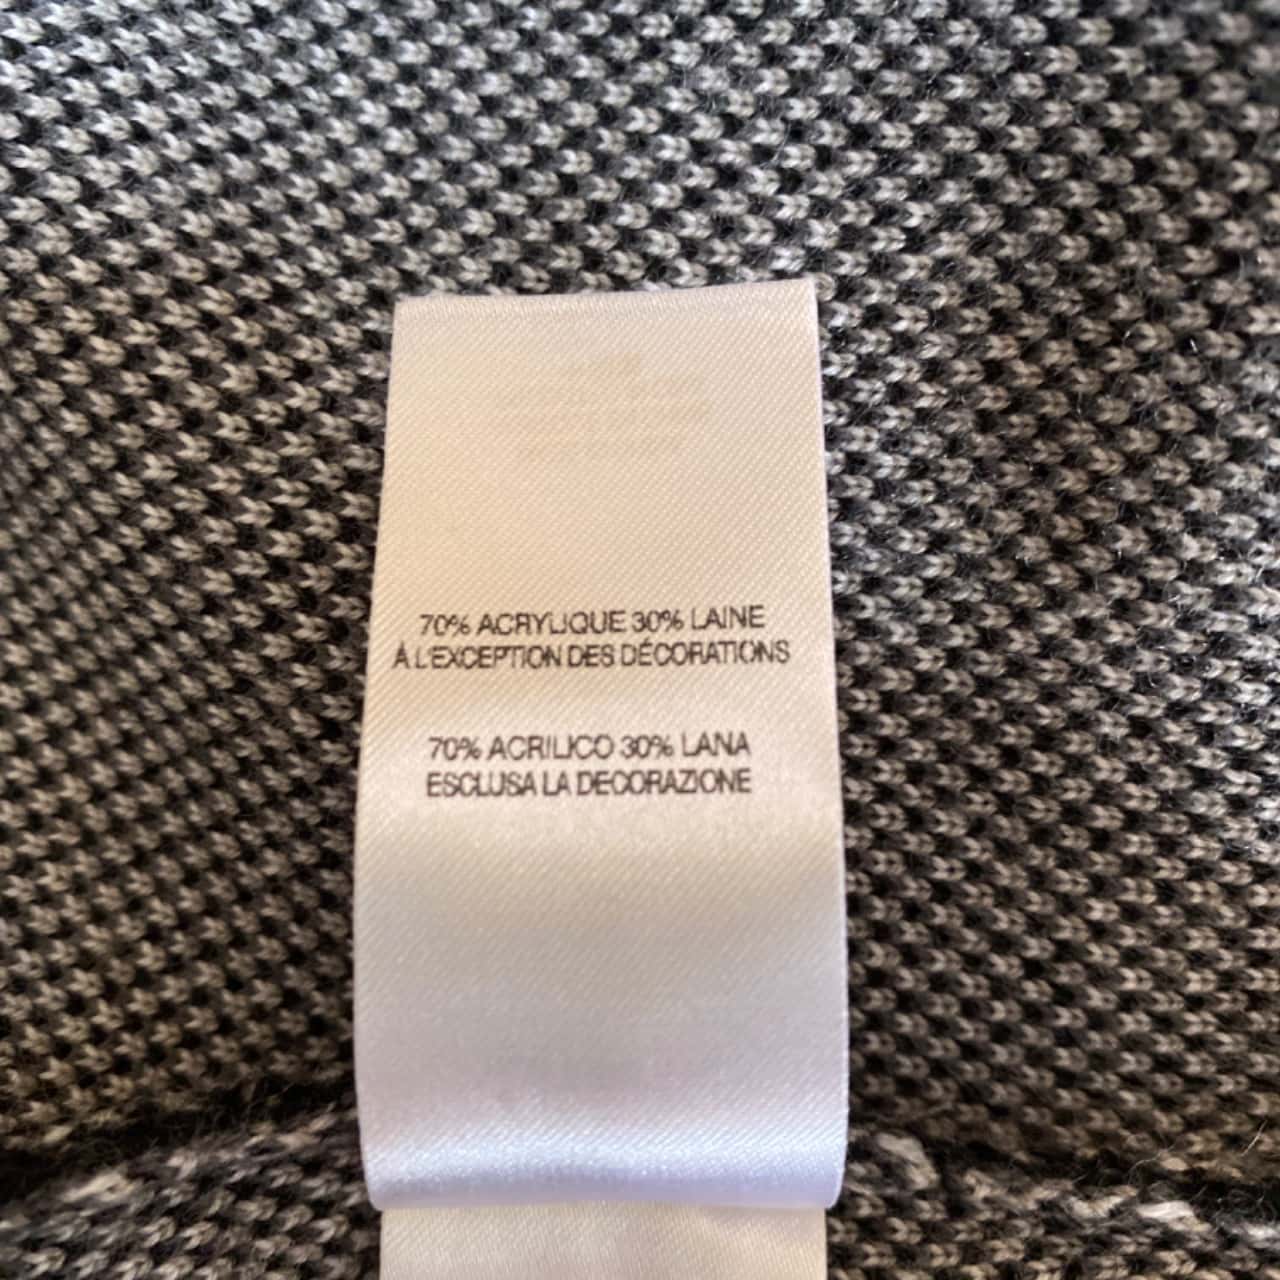 70% ACRYLIQUE 30% LAINE
À L'EXCEPTION DES DÉCORATIONS
70% ACRILICO 30% LANA
ESCLUSA LA DECORAZIONE